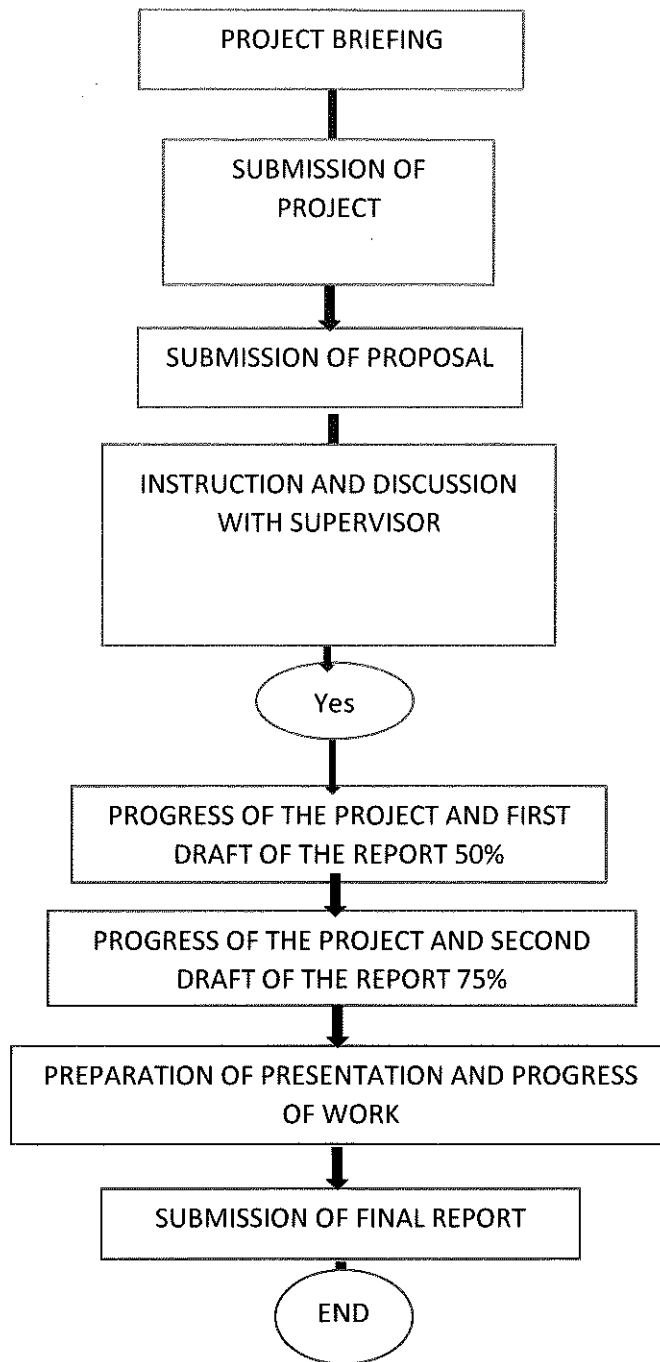 PROJECT BRIEFING
SUBMISSION OF
PROJECT
SUBMISSION OF PROPOSAL
INSTRUCTION AND DISCUSSION
WITH SUPERVISOR
Yes
PROGRESS OF THE PROJECT AND FIRST
DRAFT OF THE REPORT 50%
PROGRESS OF THE PROJECT AND SECOND
DRAFT OF THE REPORT 75%
PREPARATION OF PRESENTATION AND PROGRESS
OF WORK
SUBMISSION OF FINAL REPORT
END